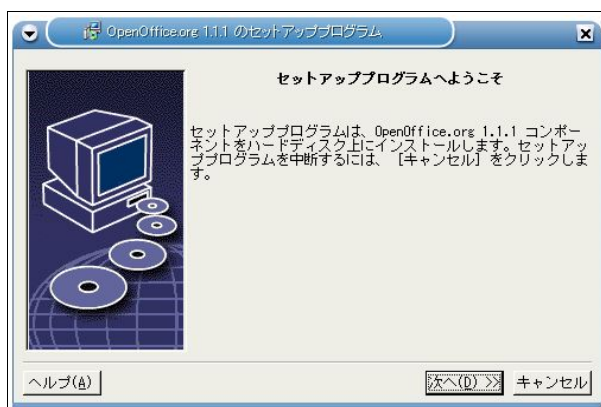 OpenOffice.org 1.1.1 のセットアッププログラム
セットアッププログラムへようこそ
セットアッププログラムは、OpenOffice.org 1.1.1 コンポー
ネントをハードディスク上にインストールします。セットアッ
ププログラムを中断するには、［キャンセル］をクリックしま
す。
ヘルプ(A) 次へ(D) >> キャンセル